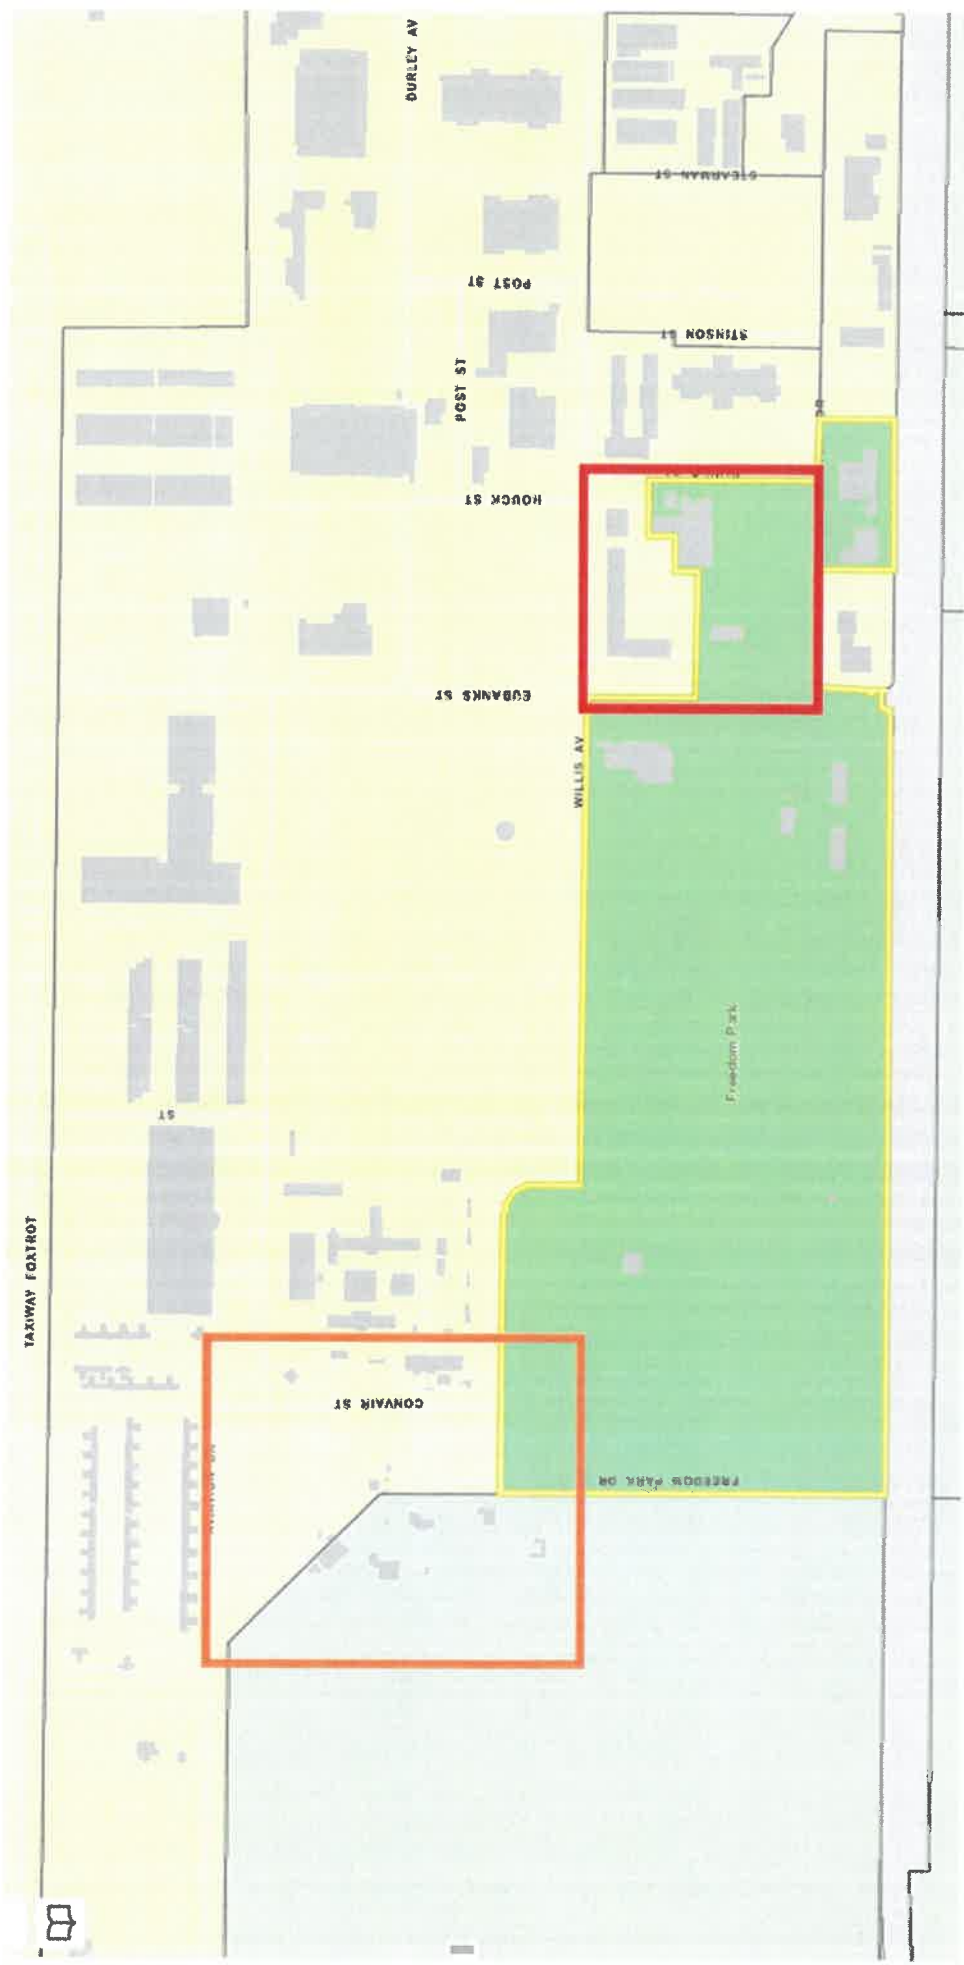 DURLEY AV
STEARMAN ST
POST ST
STINSON ST
POST ST
DR
HOUCK ST
EUBANKS ST
WILLIS AV
Freedom Park
ST
TAXIWAY FOXTROT
CONVAIR ST
FREEDOM PARK DR